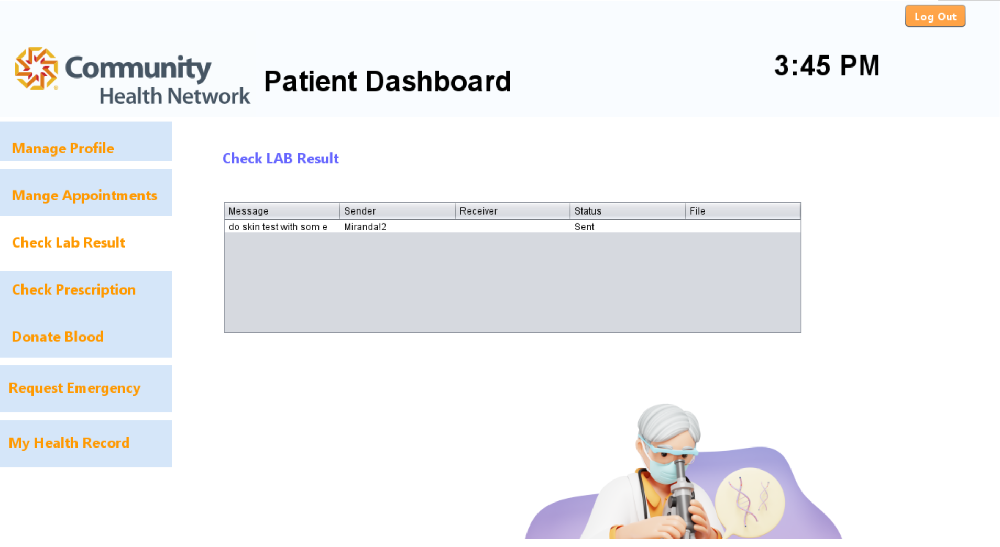 Log Out
Community
Health Network
Patient Dashboard
3:45 PM
Manage Profile
Mange Appointments
Check Lab Result
Check Prescription
Donate Blood
Request Emergency
My Health Record
Check LAB Result
Message Sender Receiver Status File
do skin test with som e Miranda!2 Sent